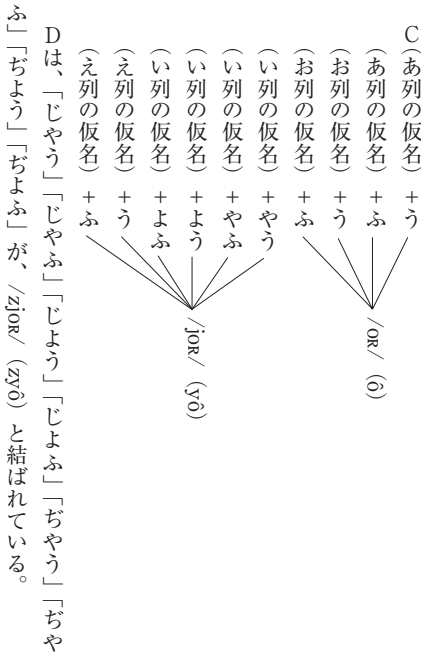 C（あ列の仮名）+う
（あ列の仮名）+ふ
（お列の仮名）+う
（お列の仮名）+ふ
/oʀ/（ô）
（い列の仮名）+やう
（い列の仮名）+やふ
（い列の仮名）+よう
（い列の仮名）+よふ
（え列の仮名）+う
（え列の仮名）+ふ
/joʀ/（yô）
Dは、「じやう」「じやふ」「じよう」「じよふ」「ぢやう」「ぢや
ふ」「ぢよう」「ぢよふ」が、/zjoʀ/（zyô）と結ばれている。